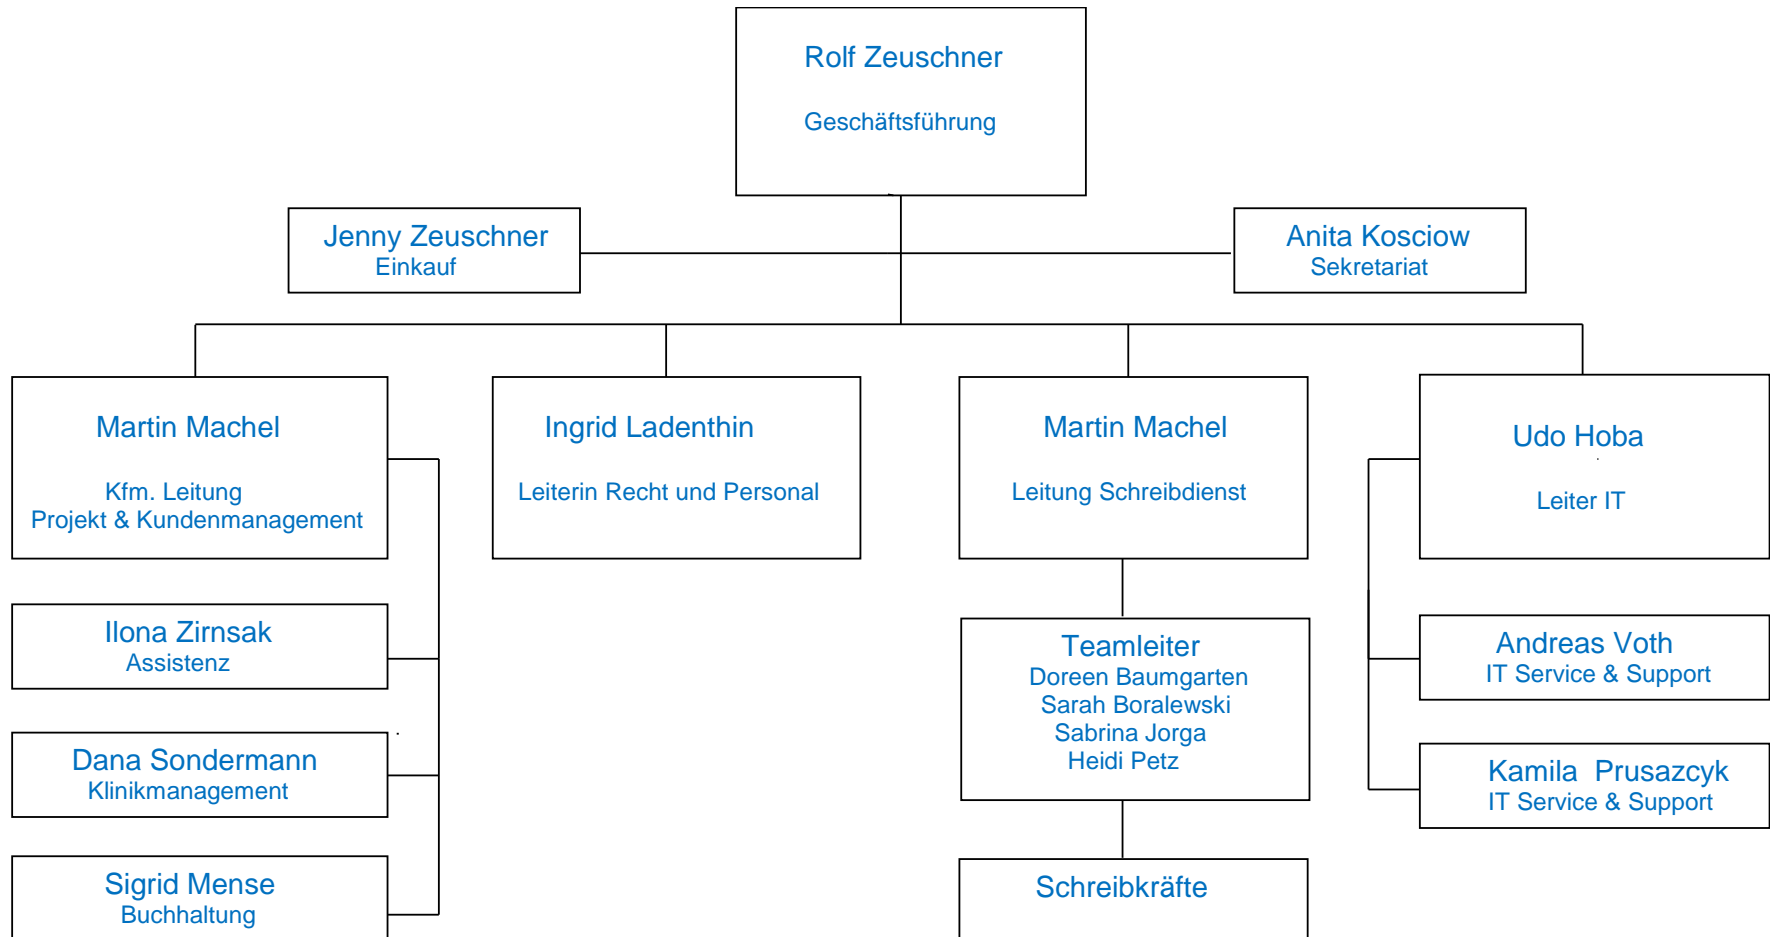 Rolf Zeuschner
Geschäftsführung
Jenny Zeuschner
Einkauf
Anita Kosciow
Sekretariat
Martin Machel
Kfm. Leitung
Projekt & Kundenmanagement
Ingrid Ladenthin
Leiterin Recht und Personal
Martin Machel
Leitung Schreibdienst
Udo Hoba
Leiter IT
Ilona Zirnsak
Assistenz
Dana Sondermann
Klinikmanagement
Sigrid Mense
Buchhaltung
Teamleiter
Doreen Baumgarten
Sarah Boralewski
Sabrina Jorga
Heidi Petz
Schreibkräfte
Andreas Voth
IT Service & Support
Kamila Prusazcyk
IT Service & Support